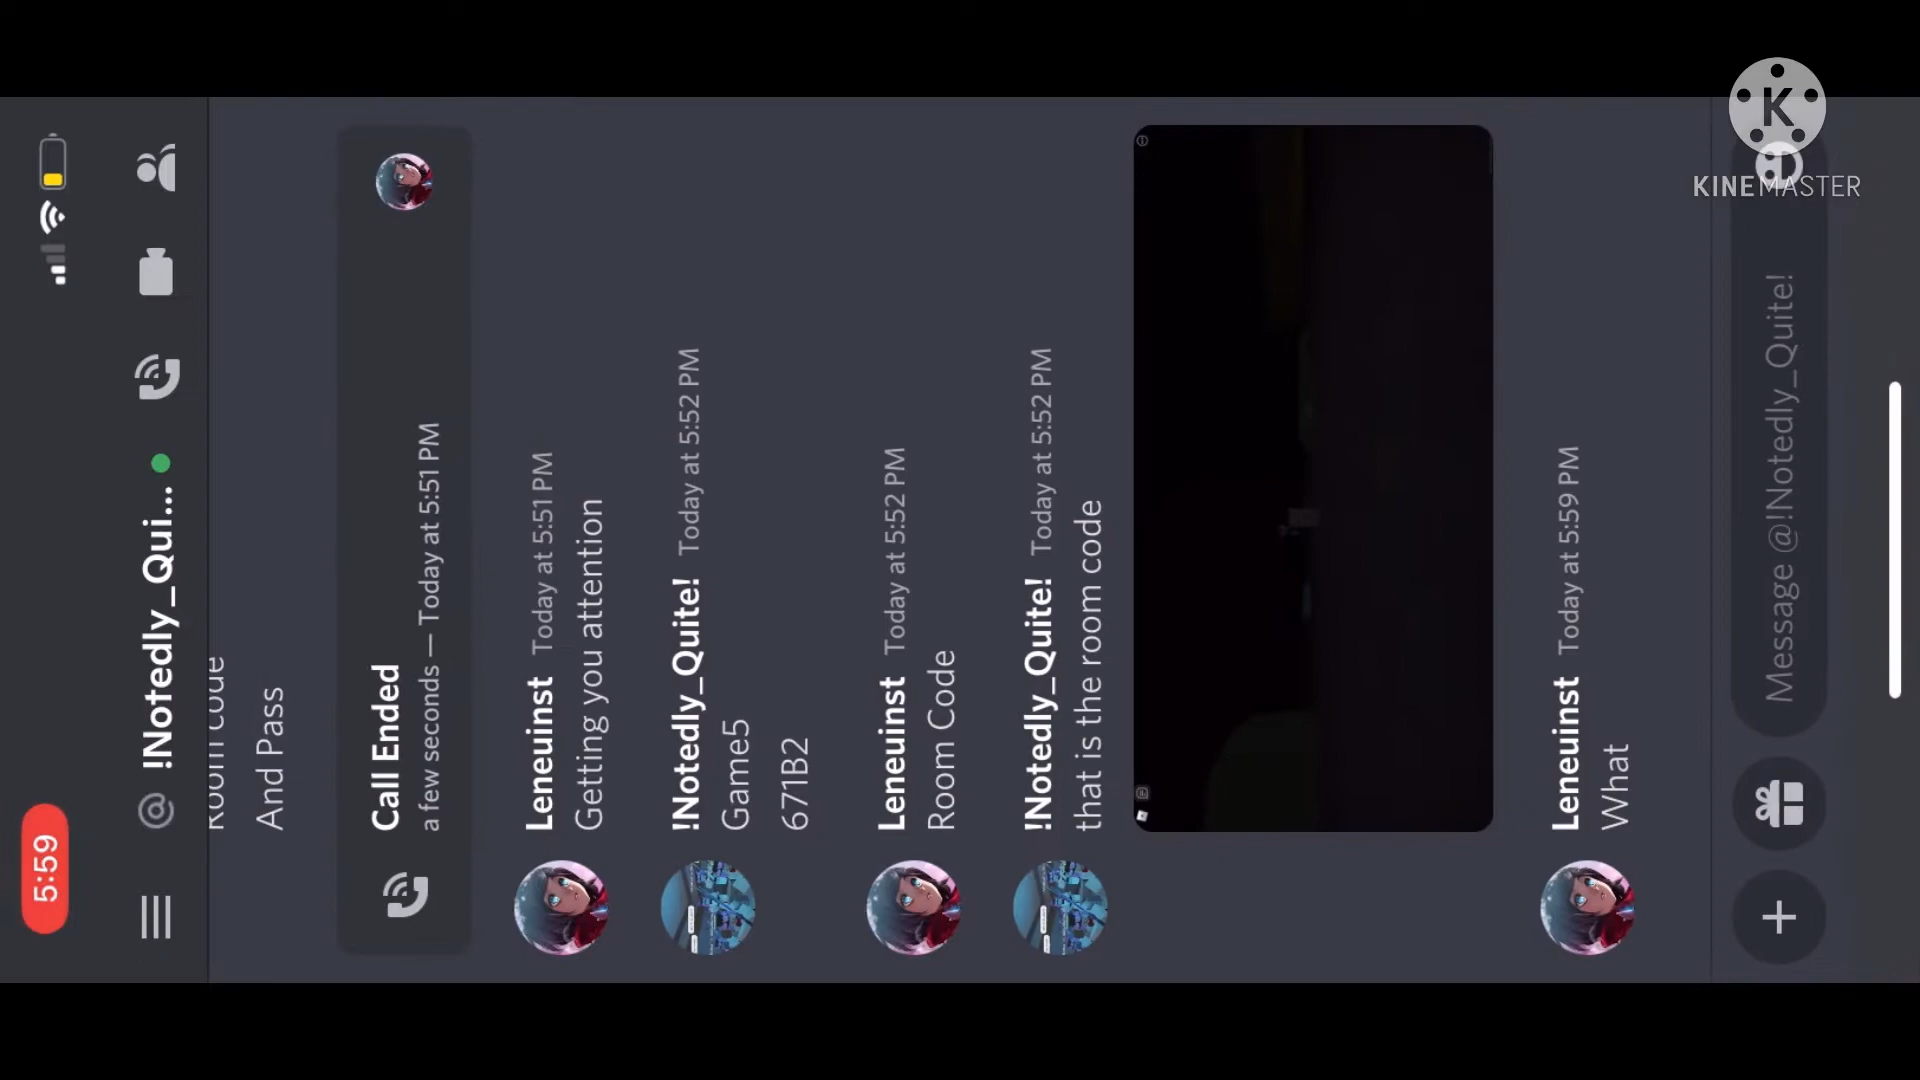 5:59
!Notedly_Qui...
Room code
And Pass
Call Ended
a few seconds — Today at 5:51 PM
Leneuinst Today at 5:51 PM
Getting you attention
!Notedly_Quite! Today at 5:52 PM
Game5
671B2
Leneuinst Today at 5:52 PM
Room Code
!Notedly_Quite! Today at 5:52 PM
that is the room code
Leneuinst Today at 5:59 PM
What
Message @!Notedly_Quite!
K
KINEMASTER